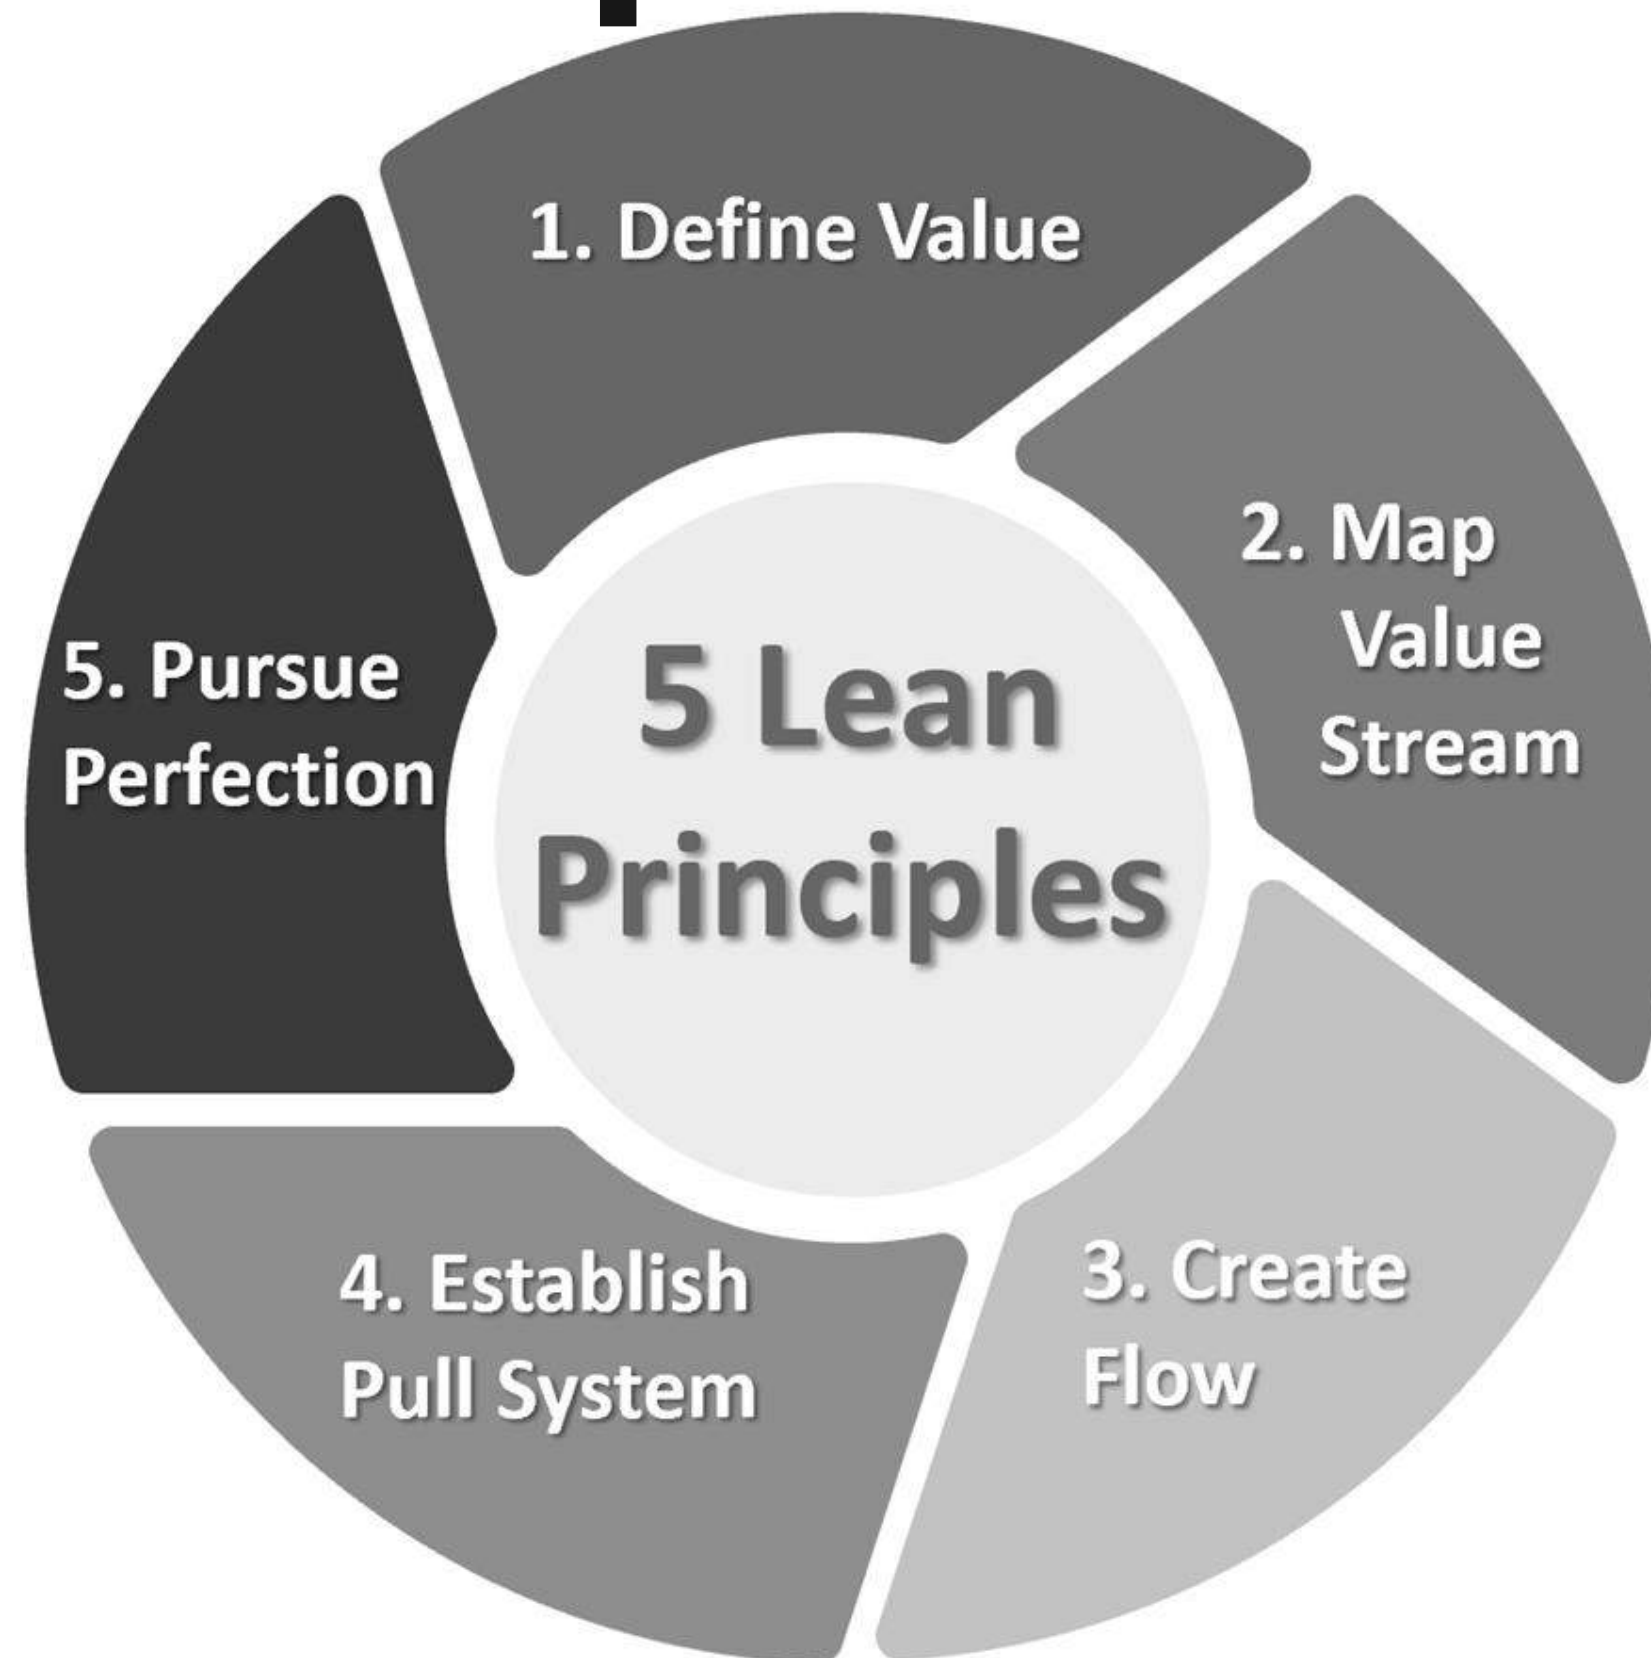 1. Define Value
2. Map
Value
Stream
3. Create
Flow
4. Establish
Pull System
5. Pursue
Perfection
5 Lean
Principles